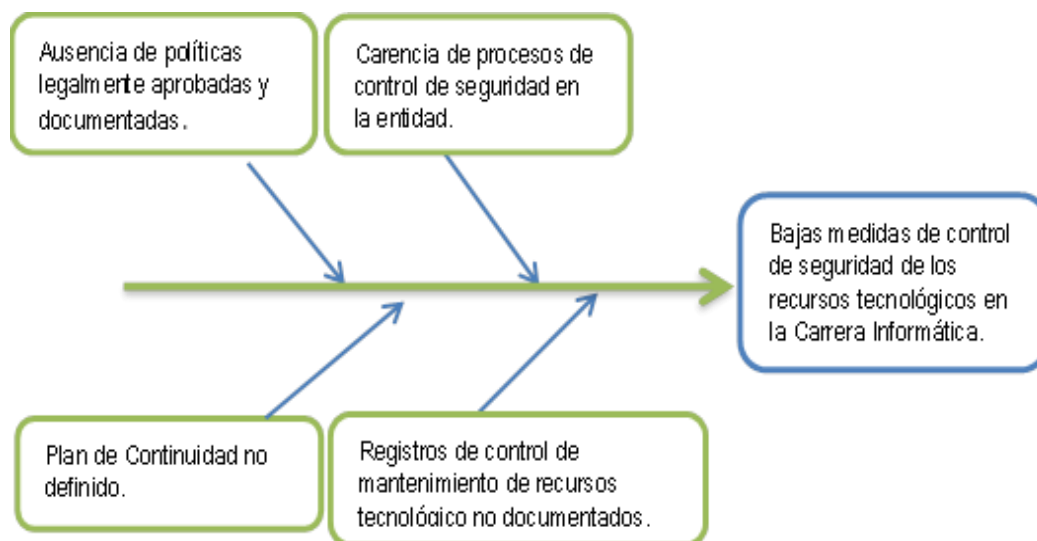 Ausencia de políticas
legalmente aprobadas y
documentadas.
Carencia de procesos de
control de seguridad en
la entidad.
Bajas medidas de control
de seguridad de los
recursos tecnológicos en
la Carrera Informática.
Plan de Continuidad no
definido.
Registros de control de
mantenimiento de recursos
tecnológico no documentados.